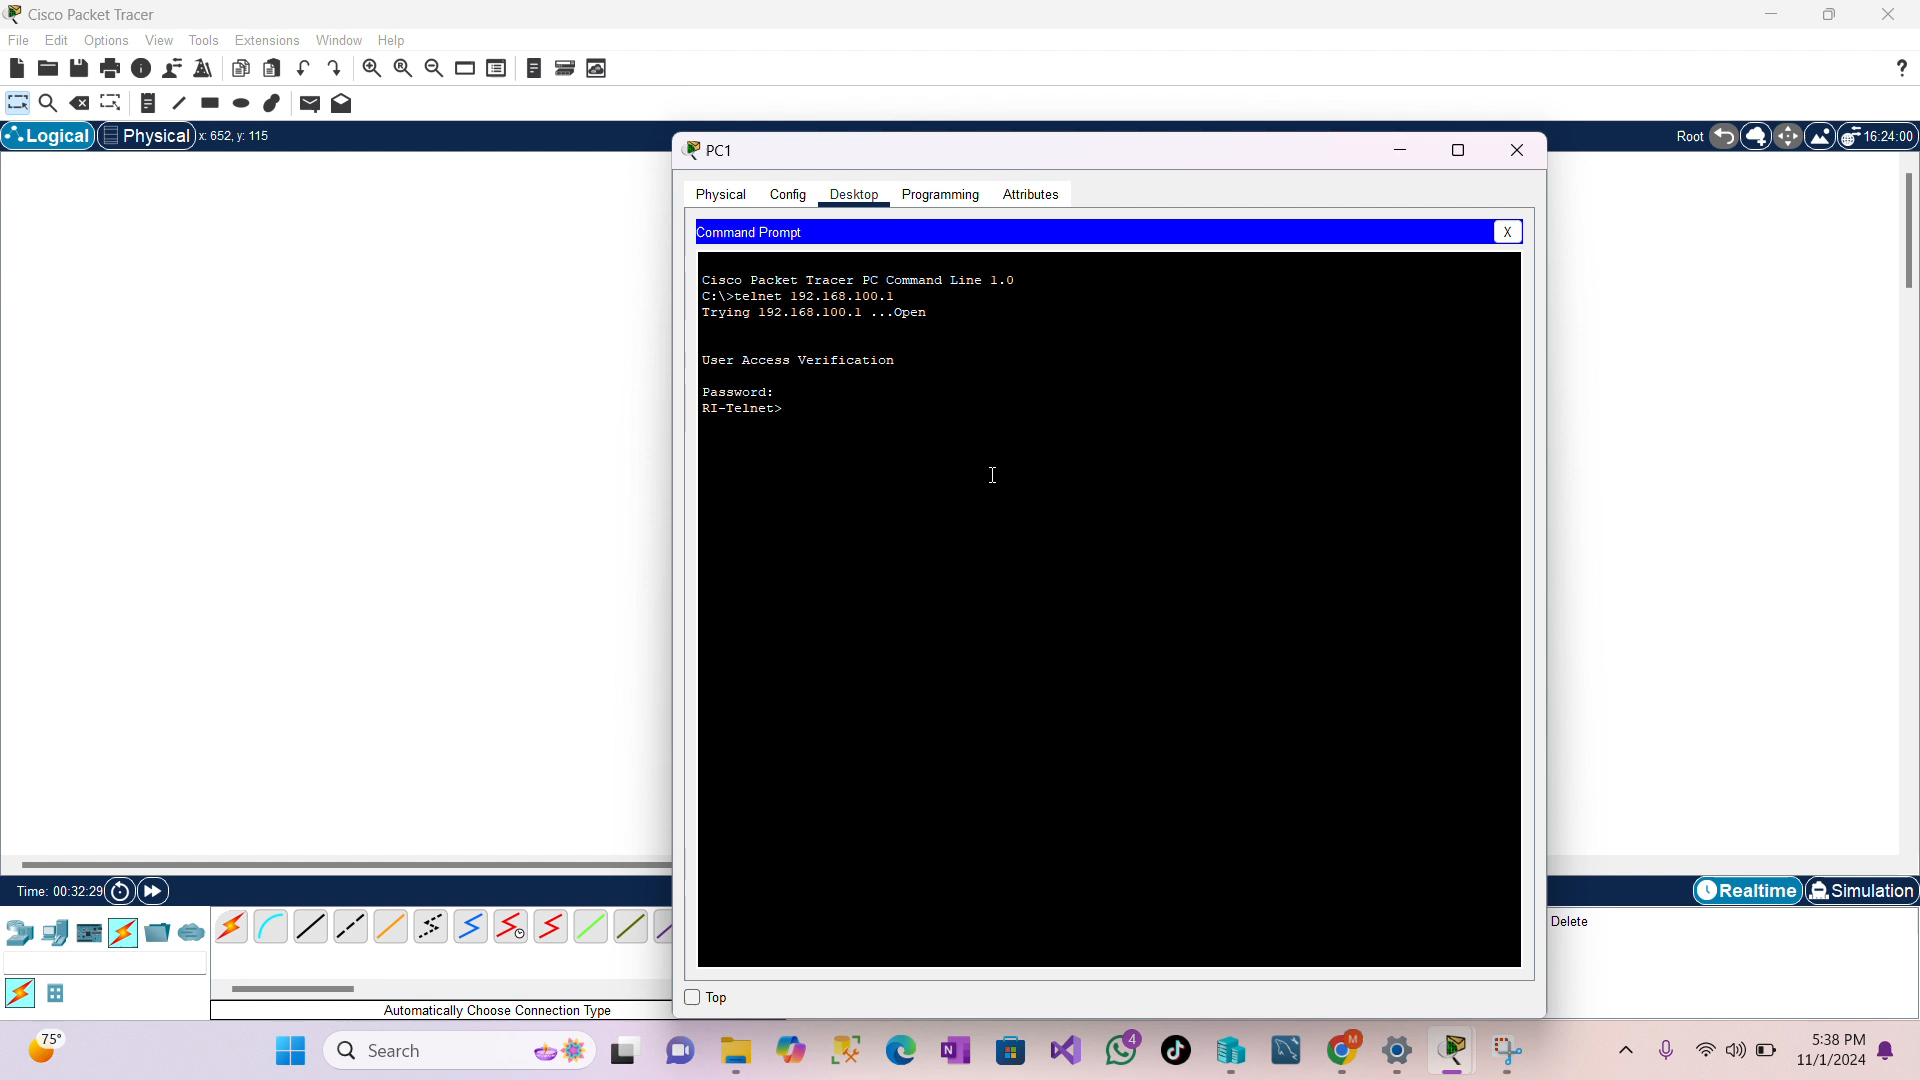 Cisco Packet Tracer
File Edit Options View Tools Extensions Window Help
?
Logical Physical x: 652, y: 115 Root 16:24:00
PC1
Physical Config Desktop Programming Attributes
Command Prompt X
Cisco Packet Tracer PC Command Line 1.0
C:\>telnet 192.168.100.1
Trying 192.168.100.1 ...Open
User Access Verification
Password:
RI-Telnet>
Time: 00:32:29 Realtime Simulation
Delete
Automatically Choose Connection Type
Top
75° Search 4 M 5:38 PM
11/1/2024